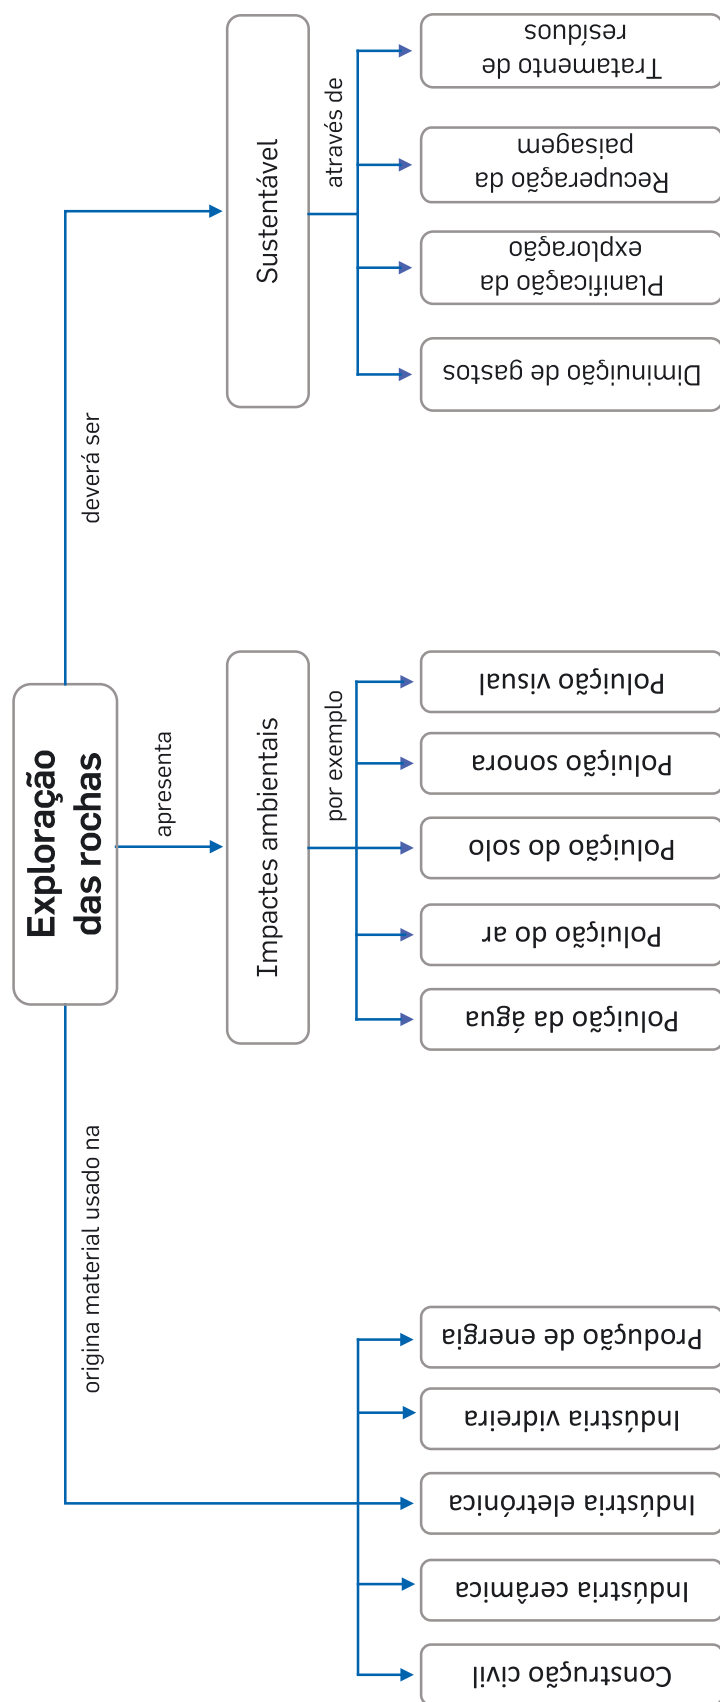 Exploração
das rochas
origina material usado na
Construção civil
Indústria cerâmica
Indústria eletrónica
Indústria vidreira
Produção de energia
apresenta
Impactes ambientais
por exemplo
Poluição da água
Poluição do ar
Poluição do solo
Poluição sonora
Poluição visual
deverá ser
Sustentável
através de
Diminuição de gastos
Planificação da
exploração
Recuperação da
paisagem
Tratamento de
resíduos